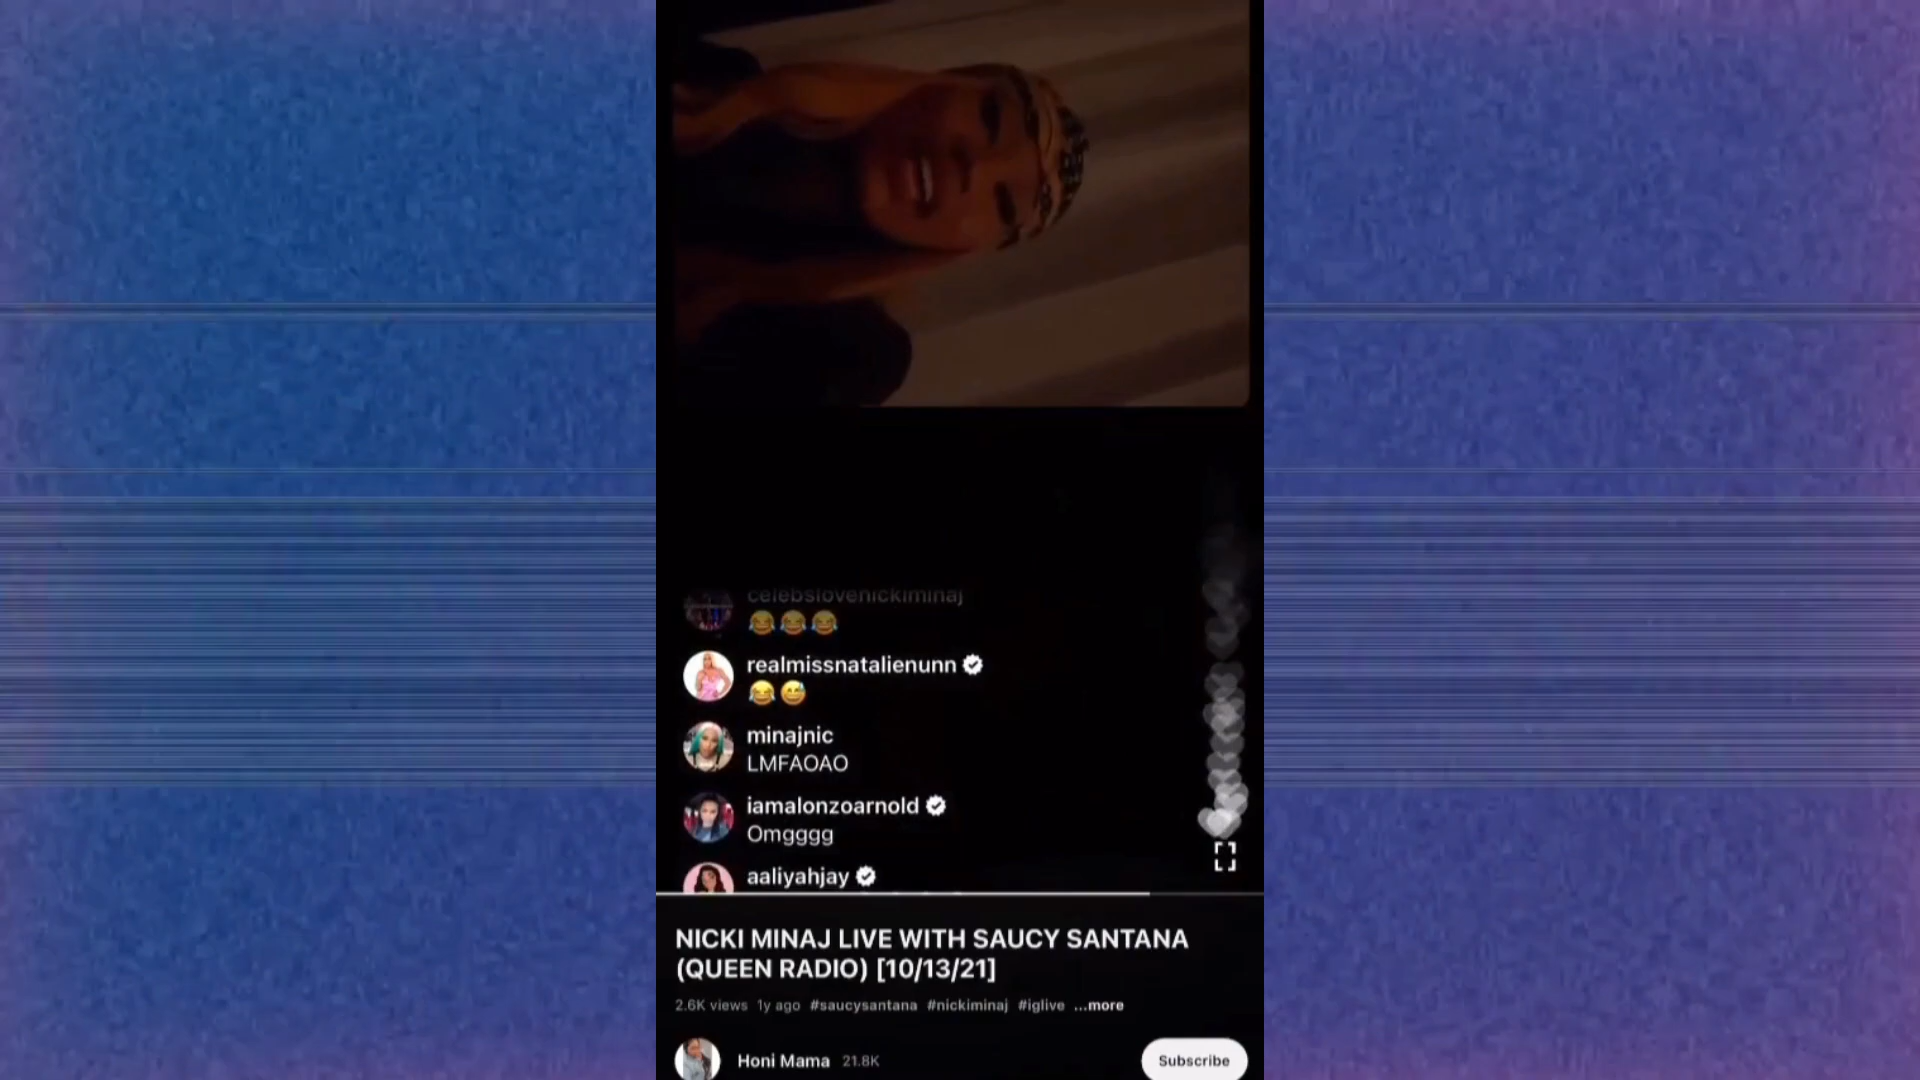 celebslovenickiminaj
😂😂😂
realmissnatalienunn
😂😅
minajnic
LMFAOAO
iamalonzoarnold
Omgggg
aaliyahjay
NICKI MINAJ LIVE WITH SAUCY SANTANA
(QUEEN RADIO) [10/13/21]
2.6K views 1y ago #saucysantana #nickiminaj #iglive ...more
Honi Mama 21.8K
Subscribe